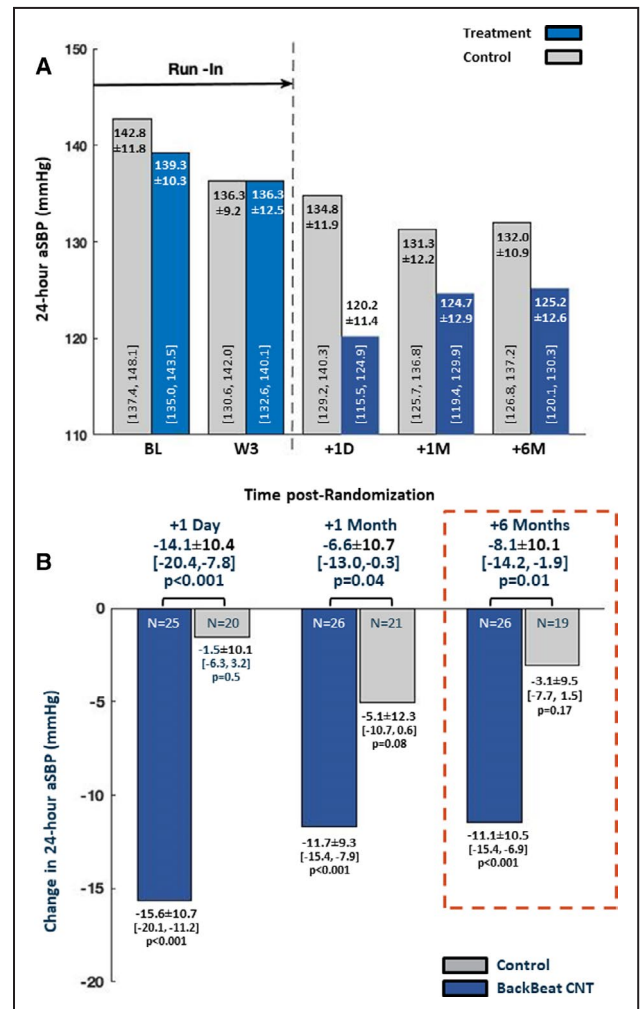 Treatment
Control
A
Run -In
24-hour aSBP (mmHg)
150
140
130
120
110
142.8
±11.8
[137.4, 148.1]
139.3
±10.3
[135.0, 143.5]
136.3
±9.2
[130.6, 142.0]
136.3
±12.5
[132.6, 140.1]
134.8
±11.9
[129.2, 140.3]
120.2
±11.4
[115.5, 124.9]
131.3
±12.2
[125.7, 136.8]
124.7
±12.9
[119.4, 129.9]
132.0
±10.9
[126.8, 137.2]
125.2
±12.6
[120.1, 130.3]
BL W3 +1D +1M +6M
Time post-Randomization
B
+1 Day
-14.1±10.4
[-20.4,-7.8]
p<0.001
+1 Month
-6.6±10.7
[-13.0,-0.3]
p=0.04
+6 Months
-8.1±10.1
[-14.2, -1.9]
p=0.01
Change in 24-hour aSBP (mmHg)
0
-5
-10
-15
-20
N=25
-15.6±10.7
[-20.1, -11.2]
p<0.001
N=20
-1.5±10.1
[-6.3, 3.2]
p=0.5
N=26
-11.7±9.3
[-15.4, -7.9]
p<0.001
N=21
-5.1±12.3
[-10.7, 0.6]
p=0.08
N=26
-11.1±10.5
[-15.4, -6.9]
p<0.001
N=19
-3.1±9.5
[-7.7, 1.5]
p=0.17
Control
BackBeat CNT